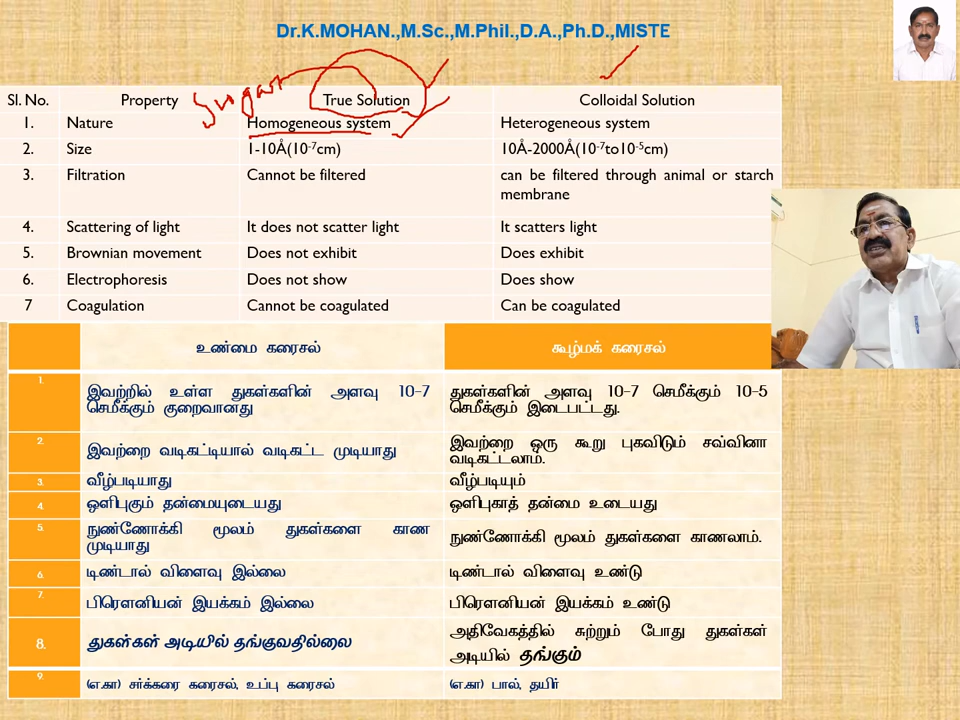 Dr.K.MOHAN.,M.Sc.,M.Phil.,D.A.,Ph.D.,MISTE
Sugar
Sl. No. Property True Solution Colloidal Solution
1. Nature Homogeneous system Heterogeneous system
2. Size 1-10Å(10-7cm) 10Å-2000Å(10-7to10-5cm)
3. Filtration Cannot be filtered can be filtered through animal or starch
membrane
4. Scattering of light It does not scatter light It scatters light
5. Brownian movement Does not exhibit Does exhibit
6. Electrophoresis Does not show Does show
7 Coagulation Cannot be coagulated Can be coagulated
உண்மை கரைசல் கூழ்மக் கரைசல்
1. இவற்றில் உள்ள துகள்களின் அளவு 10-7 துகள்களின் அளவு 10-7 செமீக்கும் 10-5
செமீக்கும் குறைவானது செமீக்கும் இடைபட்டது.
2. இவற்றை வடிகட்டியால் வடிகட்ட முடியாது இவற்றை ஒரு கூறு புகவிடும் சவ்வினா
வடிகட்டலாம்.
3. வீழ்படியாது வீழ்படியும்
4. ஒளிபுகும் தன்மையுடையது ஒளிபுகாத் தன்மை உடையது
5. நுண்ணோக்கி மூலம் துகள்களை காண நுண்ணோக்கி மூலம் துகள்களை காணலாம்.
முடியாது
6. டிண்டால் விளைவு இல்லை டிண்டால் விளைவு உண்டு
7. பிரௌனியன் இயக்கம் இல்லை பிரௌனியன் இயக்கம் உண்டு
8. துகள்கள் அடியில் தங்குவதில்லை அதிவேகத்தில் சுற்றும் போது துகள்கள்
அடியில் தங்கும்
9. (எ.கா) சர்க்கரை கரைசல், உப்பு கரைசல் (எ.கா) பால், தயிர்